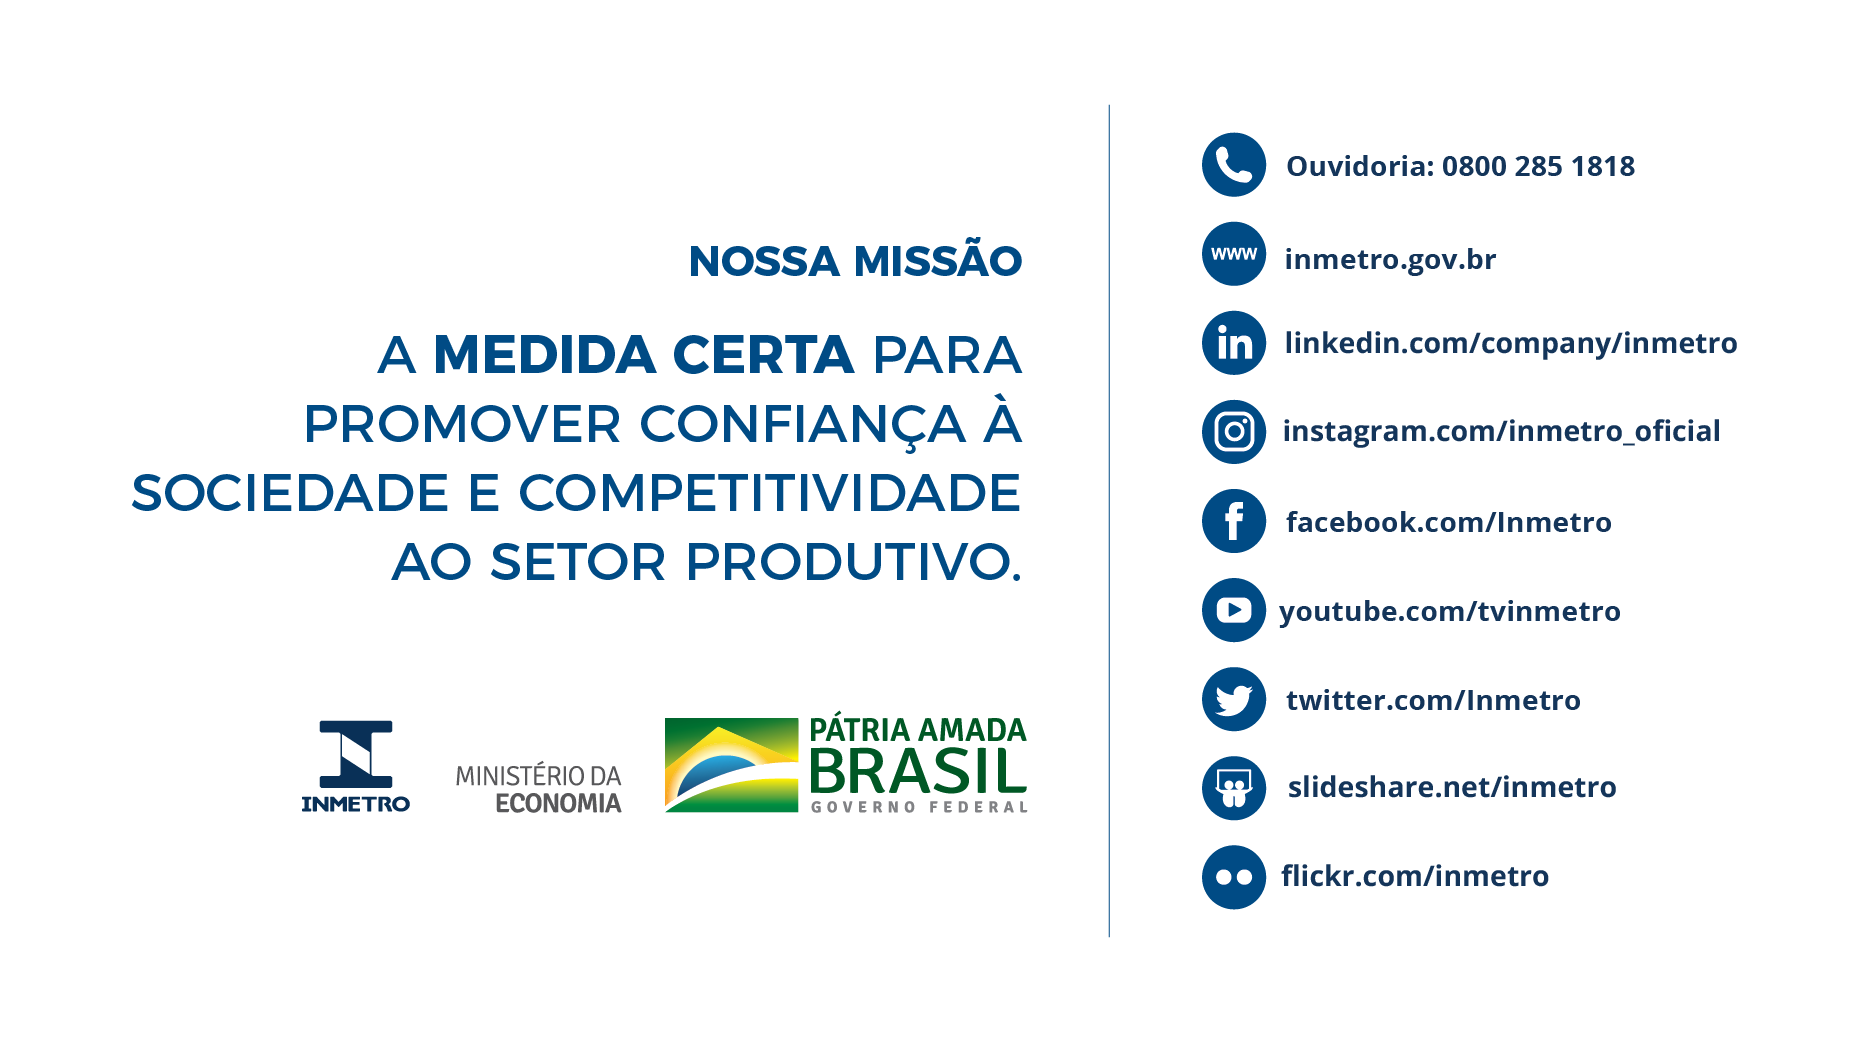 NOSSA MISSÃO
A MEDIDA CERTA PARA
PROMOVER CONFIANÇA À
SOCIEDADE E COMPETITIVIDADE
AO SETOR PRODUTIVO.
INMETRO
MINISTÉRIO DA
ECONOMIA
PÁTRIA AMADA
BRASIL
GOVERNO FEDERAL
Ouvidoria: 0800 285 1818
www inmetro.gov.br
in linkedin.com/company/inmetro
instagram.com/inmetro_oficial
f facebook.com/Inmetro
youtube.com/tvinmetro
twitter.com/Inmetro
slideshare.net/inmetro
flickr.com/inmetro